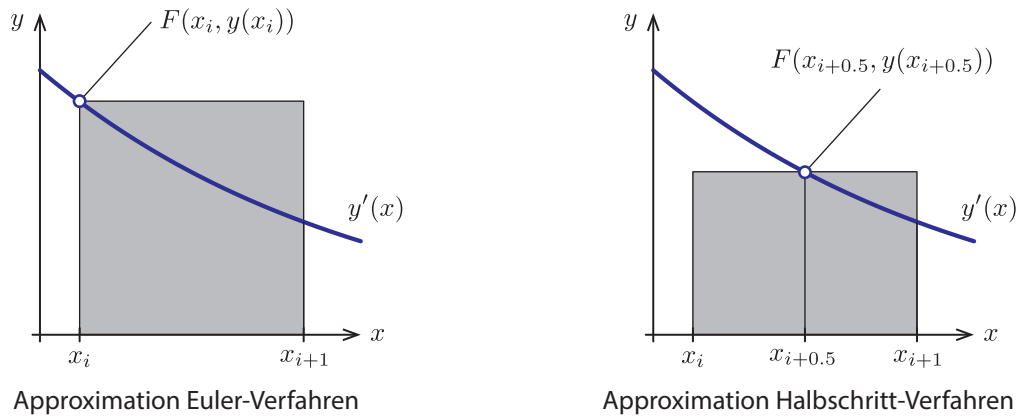 y
F(x_i, y(x_i))
y'(x)
x
x_i
x_{i+1}
Approximation Euler-Verfahren
y
F(x_{i+0.5}, y(x_{i+0.5}))
y'(x)
x
x_i
x_{i+0.5}
x_{i+1}
Approximation Halbschritt-Verfahren